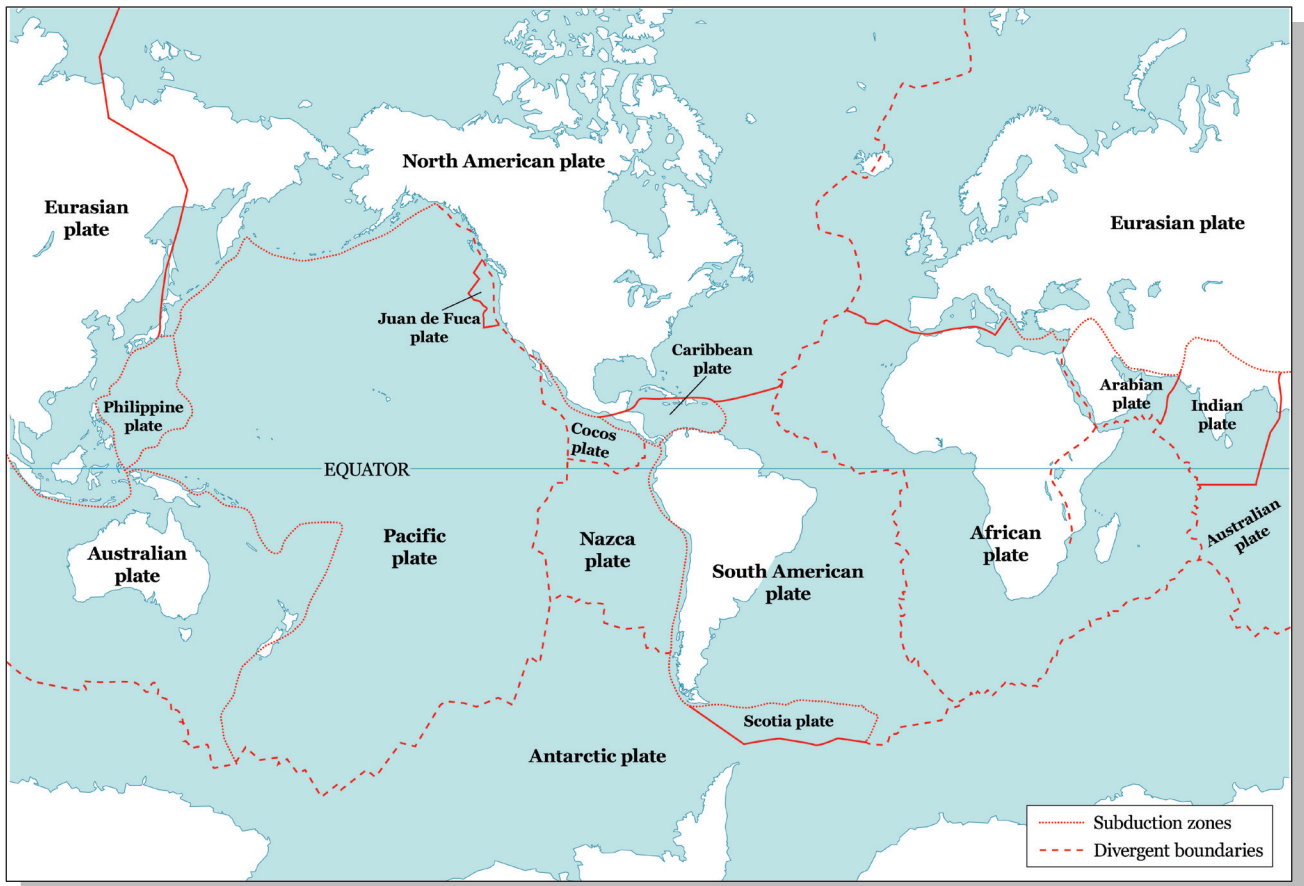 North American plate
Eurasian
plate
Eurasian plate
Juan de Fuca
plate
Caribbean
plate
Arabian
plate
Philippine
plate
Indian
plate
Cocos
plate
EQUATOR
Pacific
plate
Nazca
plate
African
plate
Australian
plate
Australian
plate
South American
plate
Scotia plate
Antarctic plate
Subduction zones
Divergent boundaries